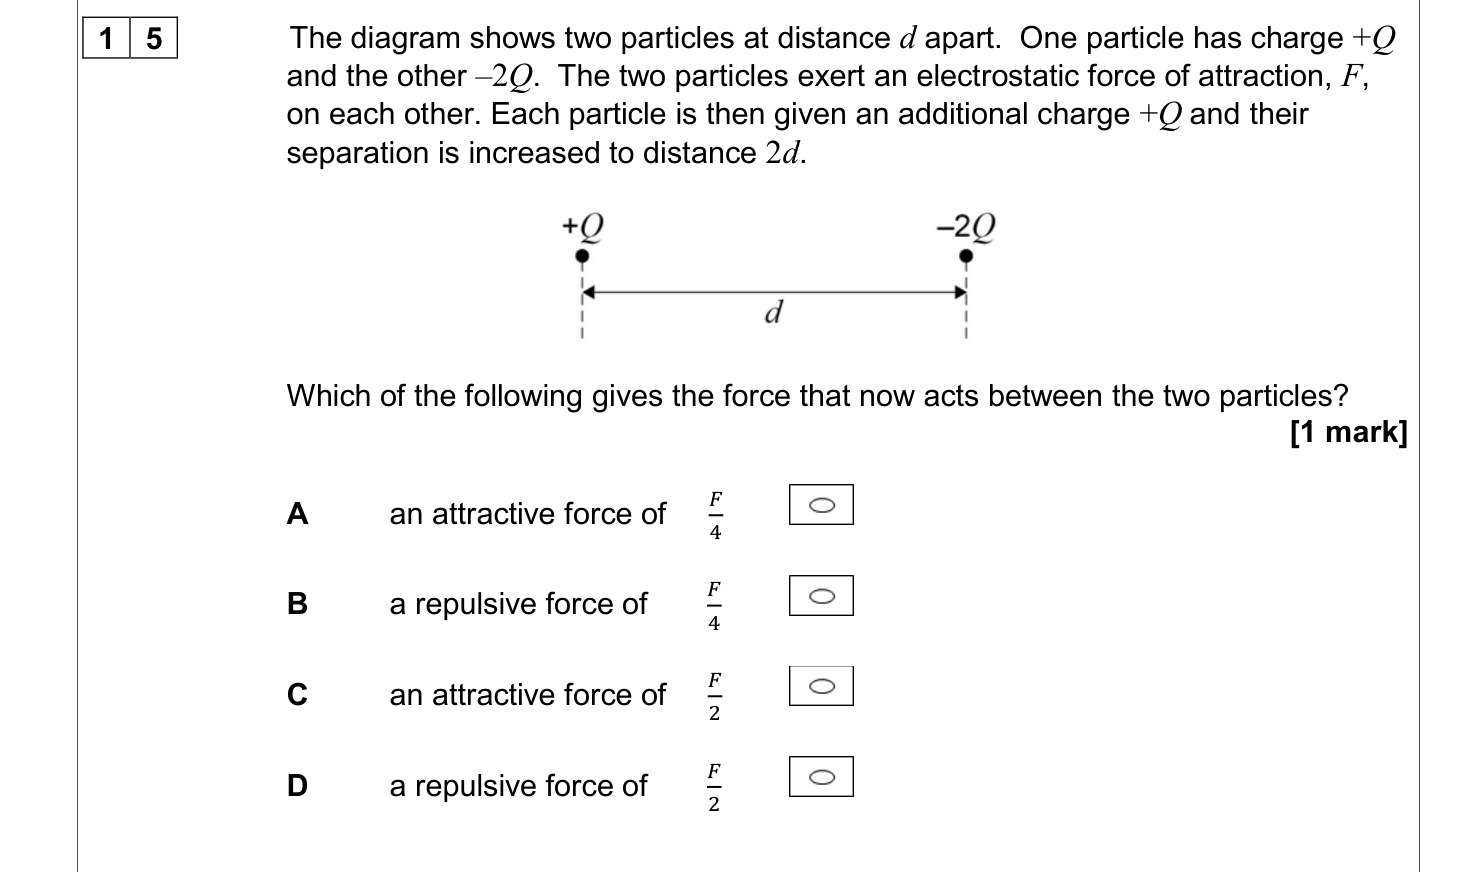 1 5 The diagram shows two particles at distance d apart. One particle has charge +Q
and the other –2Q. The two particles exert an electrostatic force of attraction, F,
on each other. Each particle is then given an additional charge +Q and their
separation is increased to distance 2d.
+Q –2Q
d
Which of the following gives the force that now acts between the two particles?
[1 mark]
A an attractive force of F/4
B a repulsive force of F/4
C an attractive force of F/2
D a repulsive force of F/2